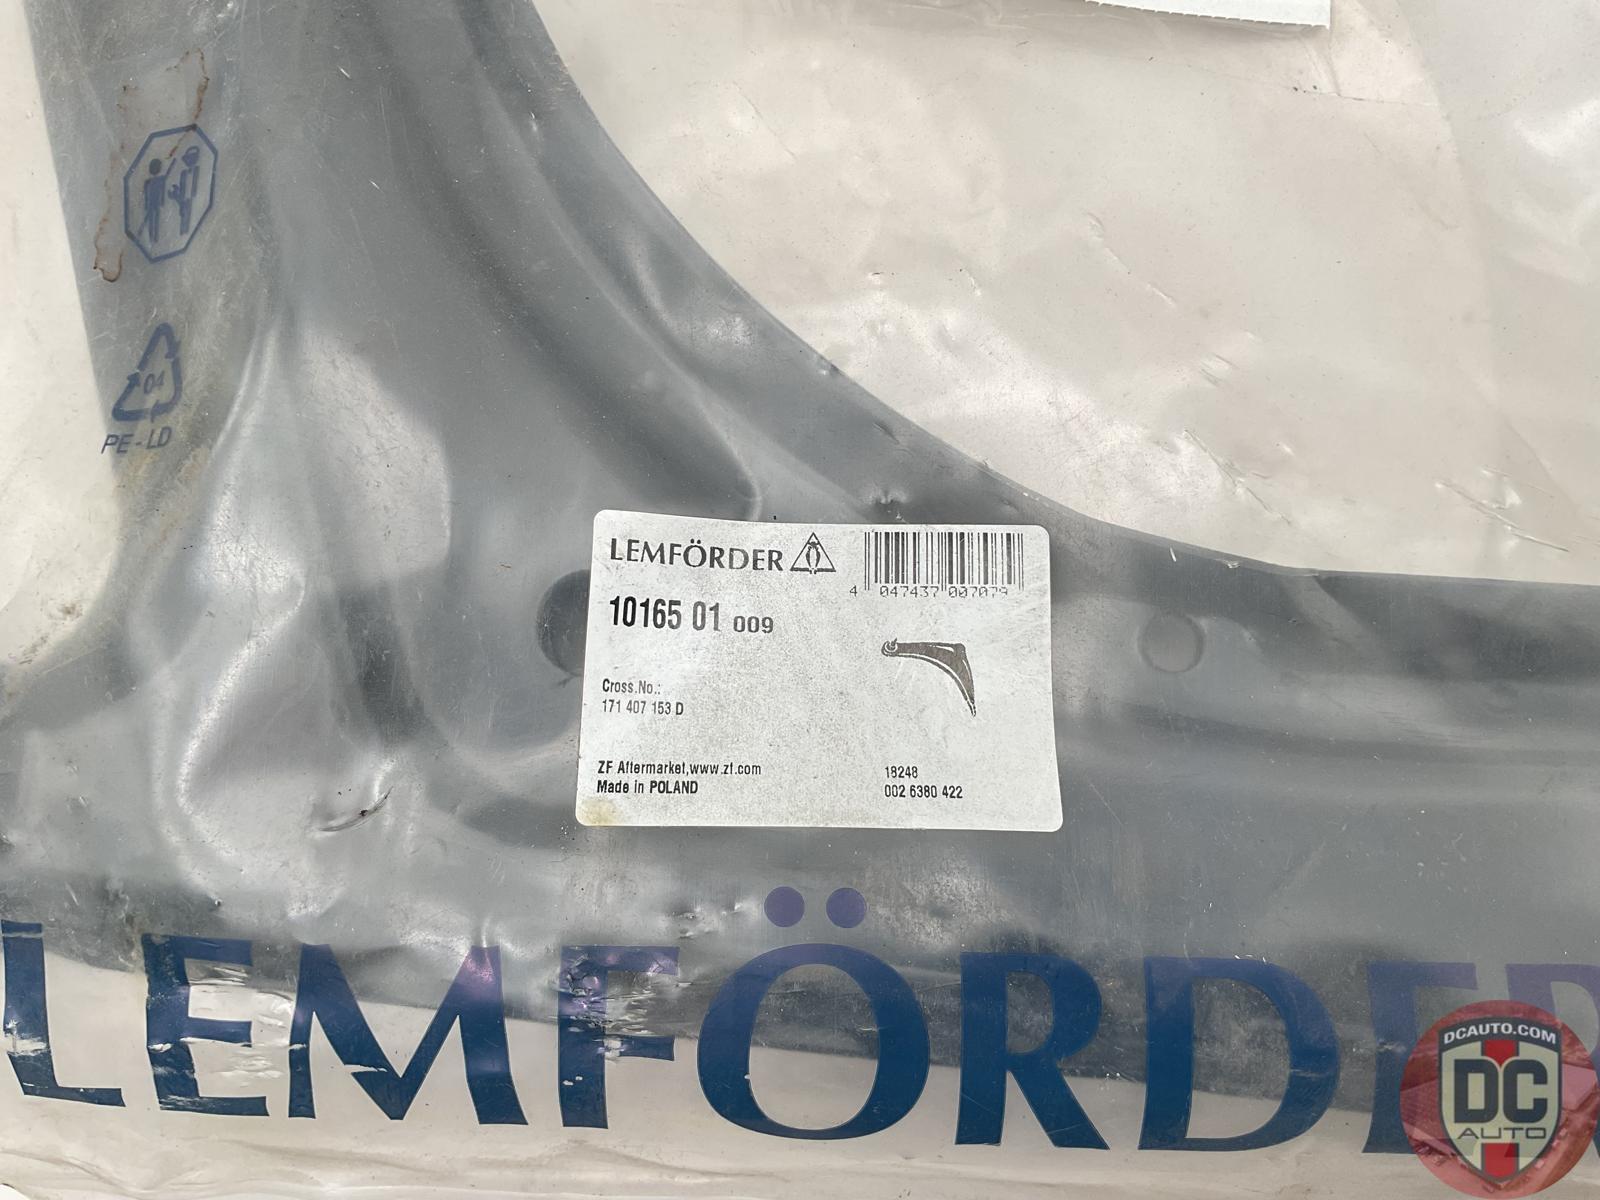 04
PE-LD
LEMFÖRDER
4 047437 007079
10165 01 009
Cross.No.:
171 407 153 D
ZF Aftermarket,www.zf.com
Made in POLAND
18248
002 6380 422
LEMFÖRDER
DCAUTO.COM
DC
AUTO